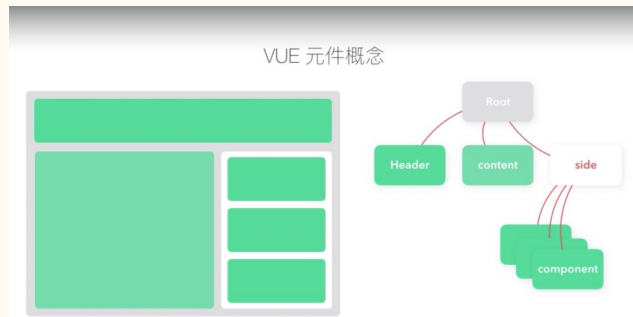 VUE 元件概念
Root
Header
content
side
component